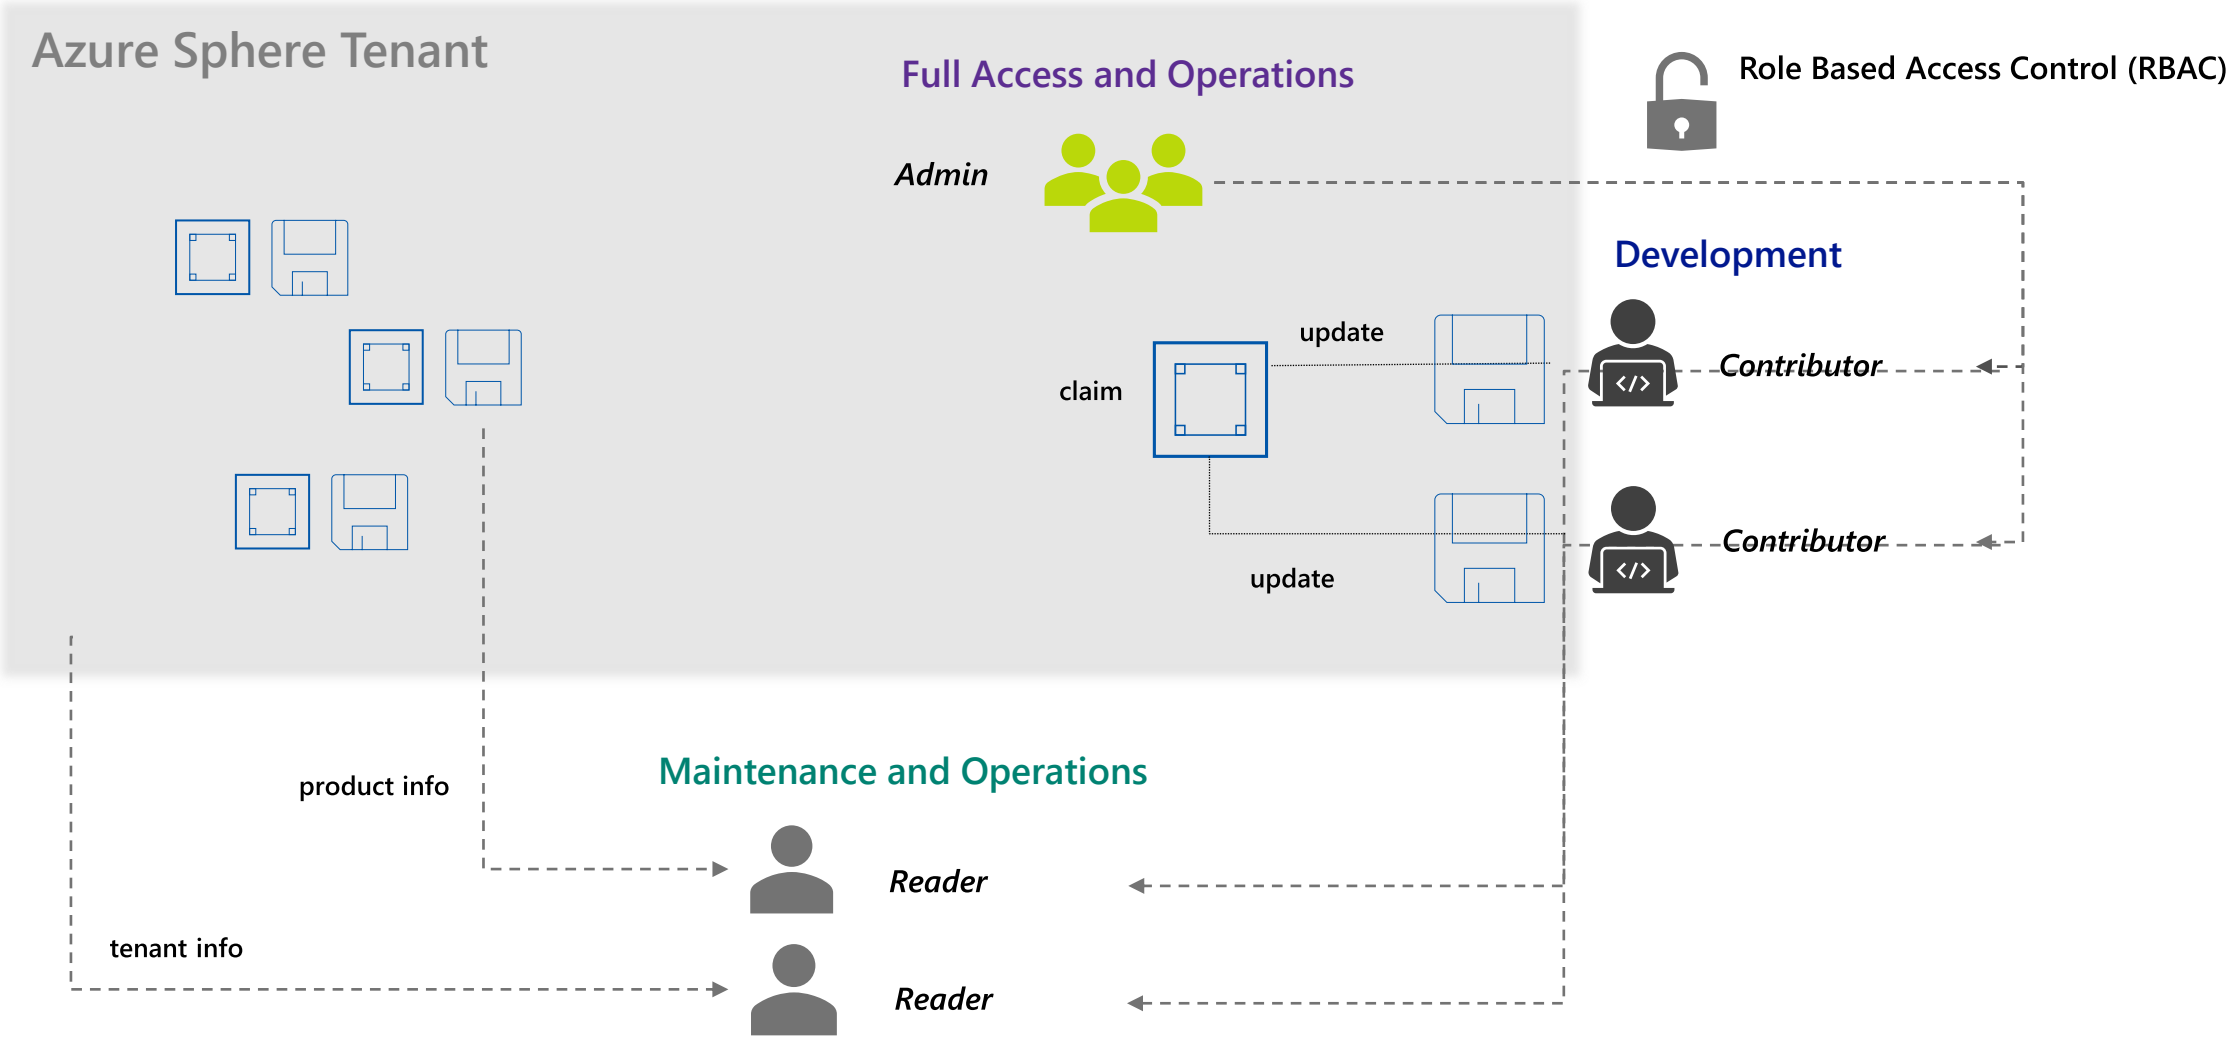 Azure Sphere Tenant
Full Access and Operations
Role Based Access Control (RBAC)
Admin
Development
update
claim
Contributor
</>
Contributor
</>
update
Maintenance and Operations
product info
Reader
tenant info
Reader